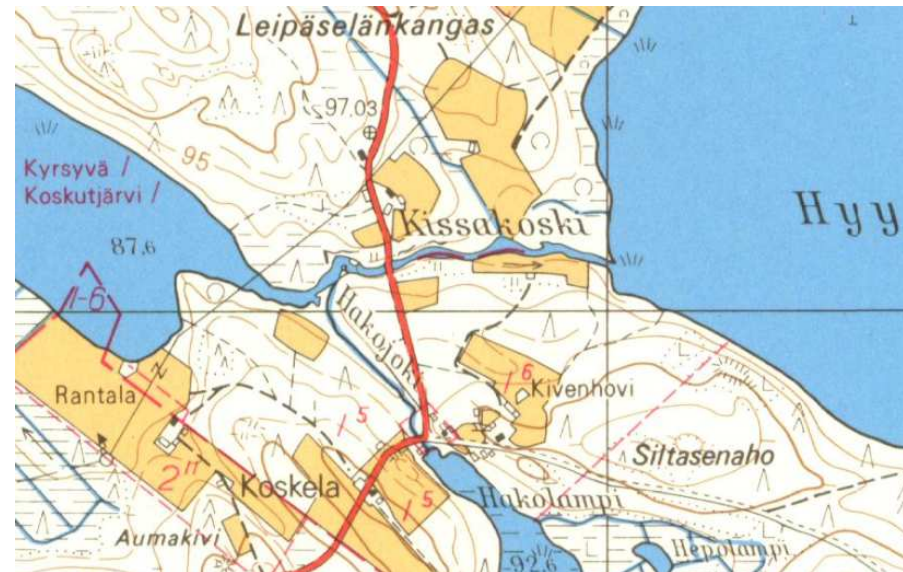 Leipäselänkangas
97.03
95
Kyrsyvä /
Koskutjärvi /
Kissakoski
Hyy
87,6
1-6
Hakojoki
Rantala
6
Kivenhovi
5
Siltasenaho
2"
Koskela
5
Hakolampi
Aumakivi
Hepolampi
92,6